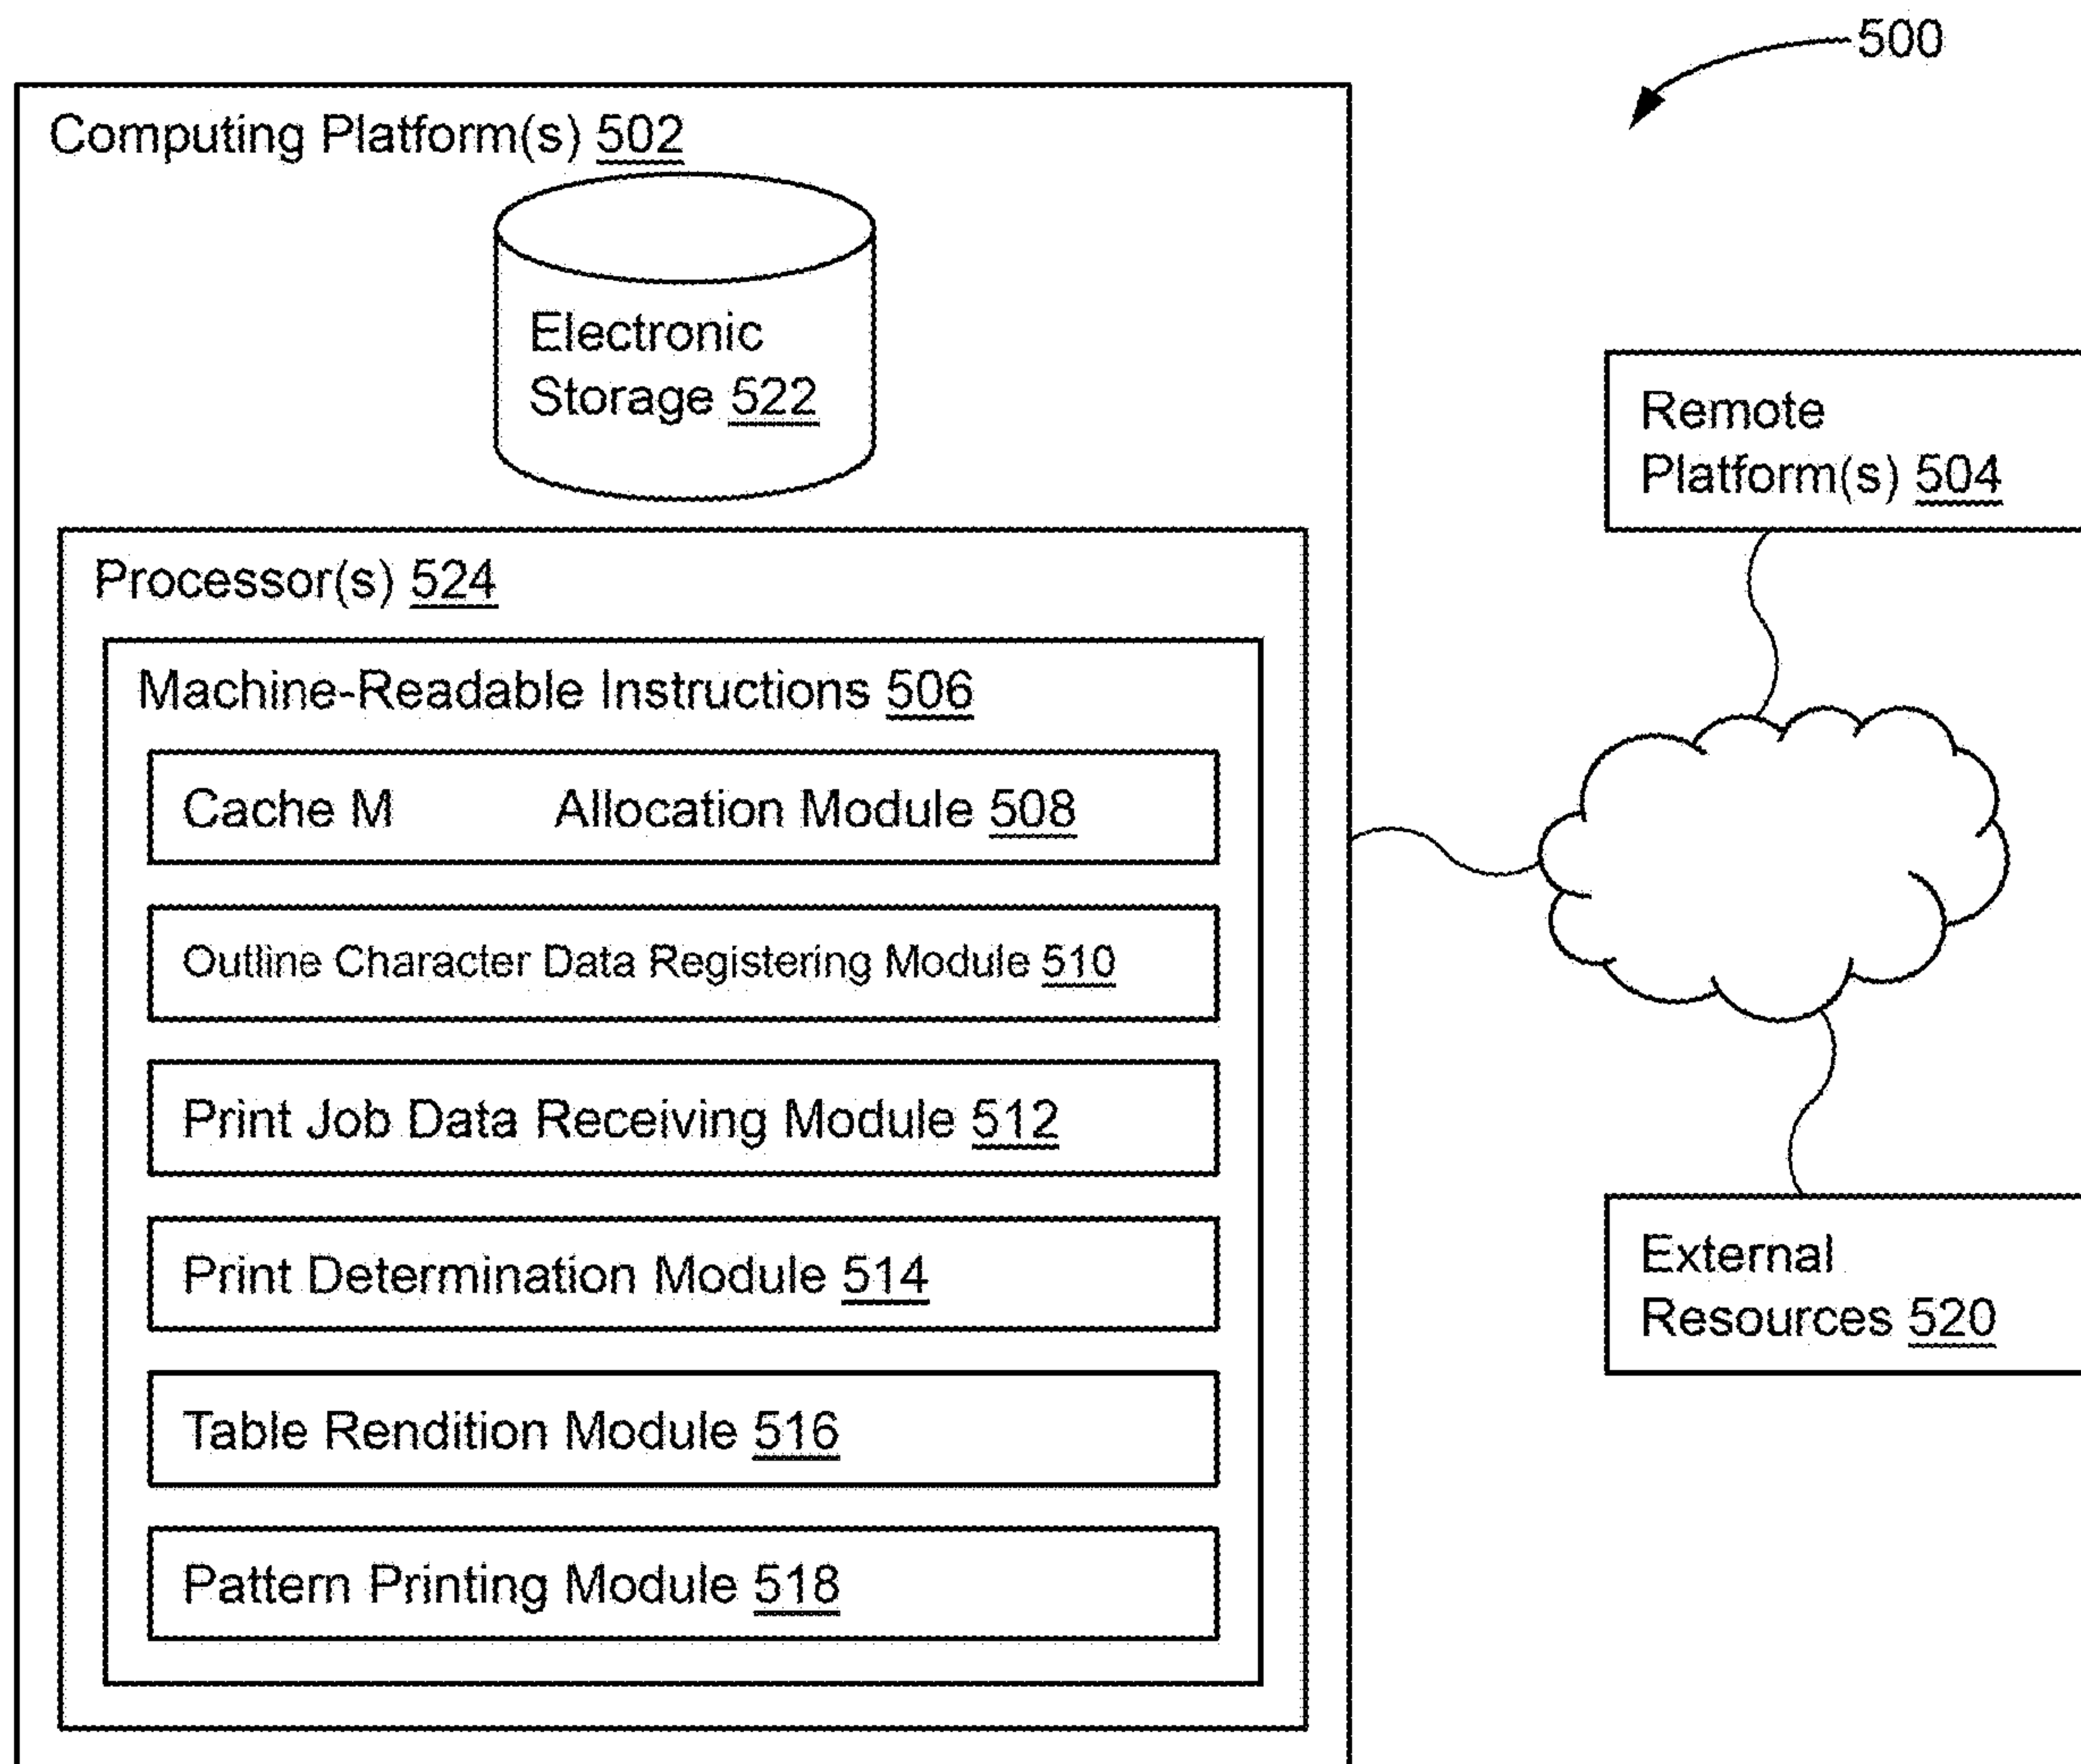 500
Computing Platform(s) 502
Electronic
Storage 522
Remote
Platform(s) 504
Processor(s) 524
Machine-Readable Instructions 506
Cache M Allocation Module 508
Outline Character Data Registering Module 510
Print Job Data Receiving Module 512
Print Determination Module 514
External
Resources 520
Table Rendition Module 516
Pattern Printing Module 518